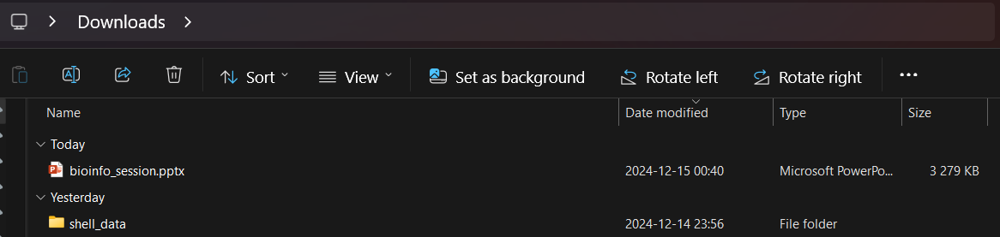 Downloads
Sort View Set as background Rotate left Rotate right
Name Date modified Type Size
Today
bioinfo_session.pptx 2024-12-15 00:40 Microsoft PowerPo... 3 279 KB
Yesterday
shell_data 2024-12-14 23:56 File folder